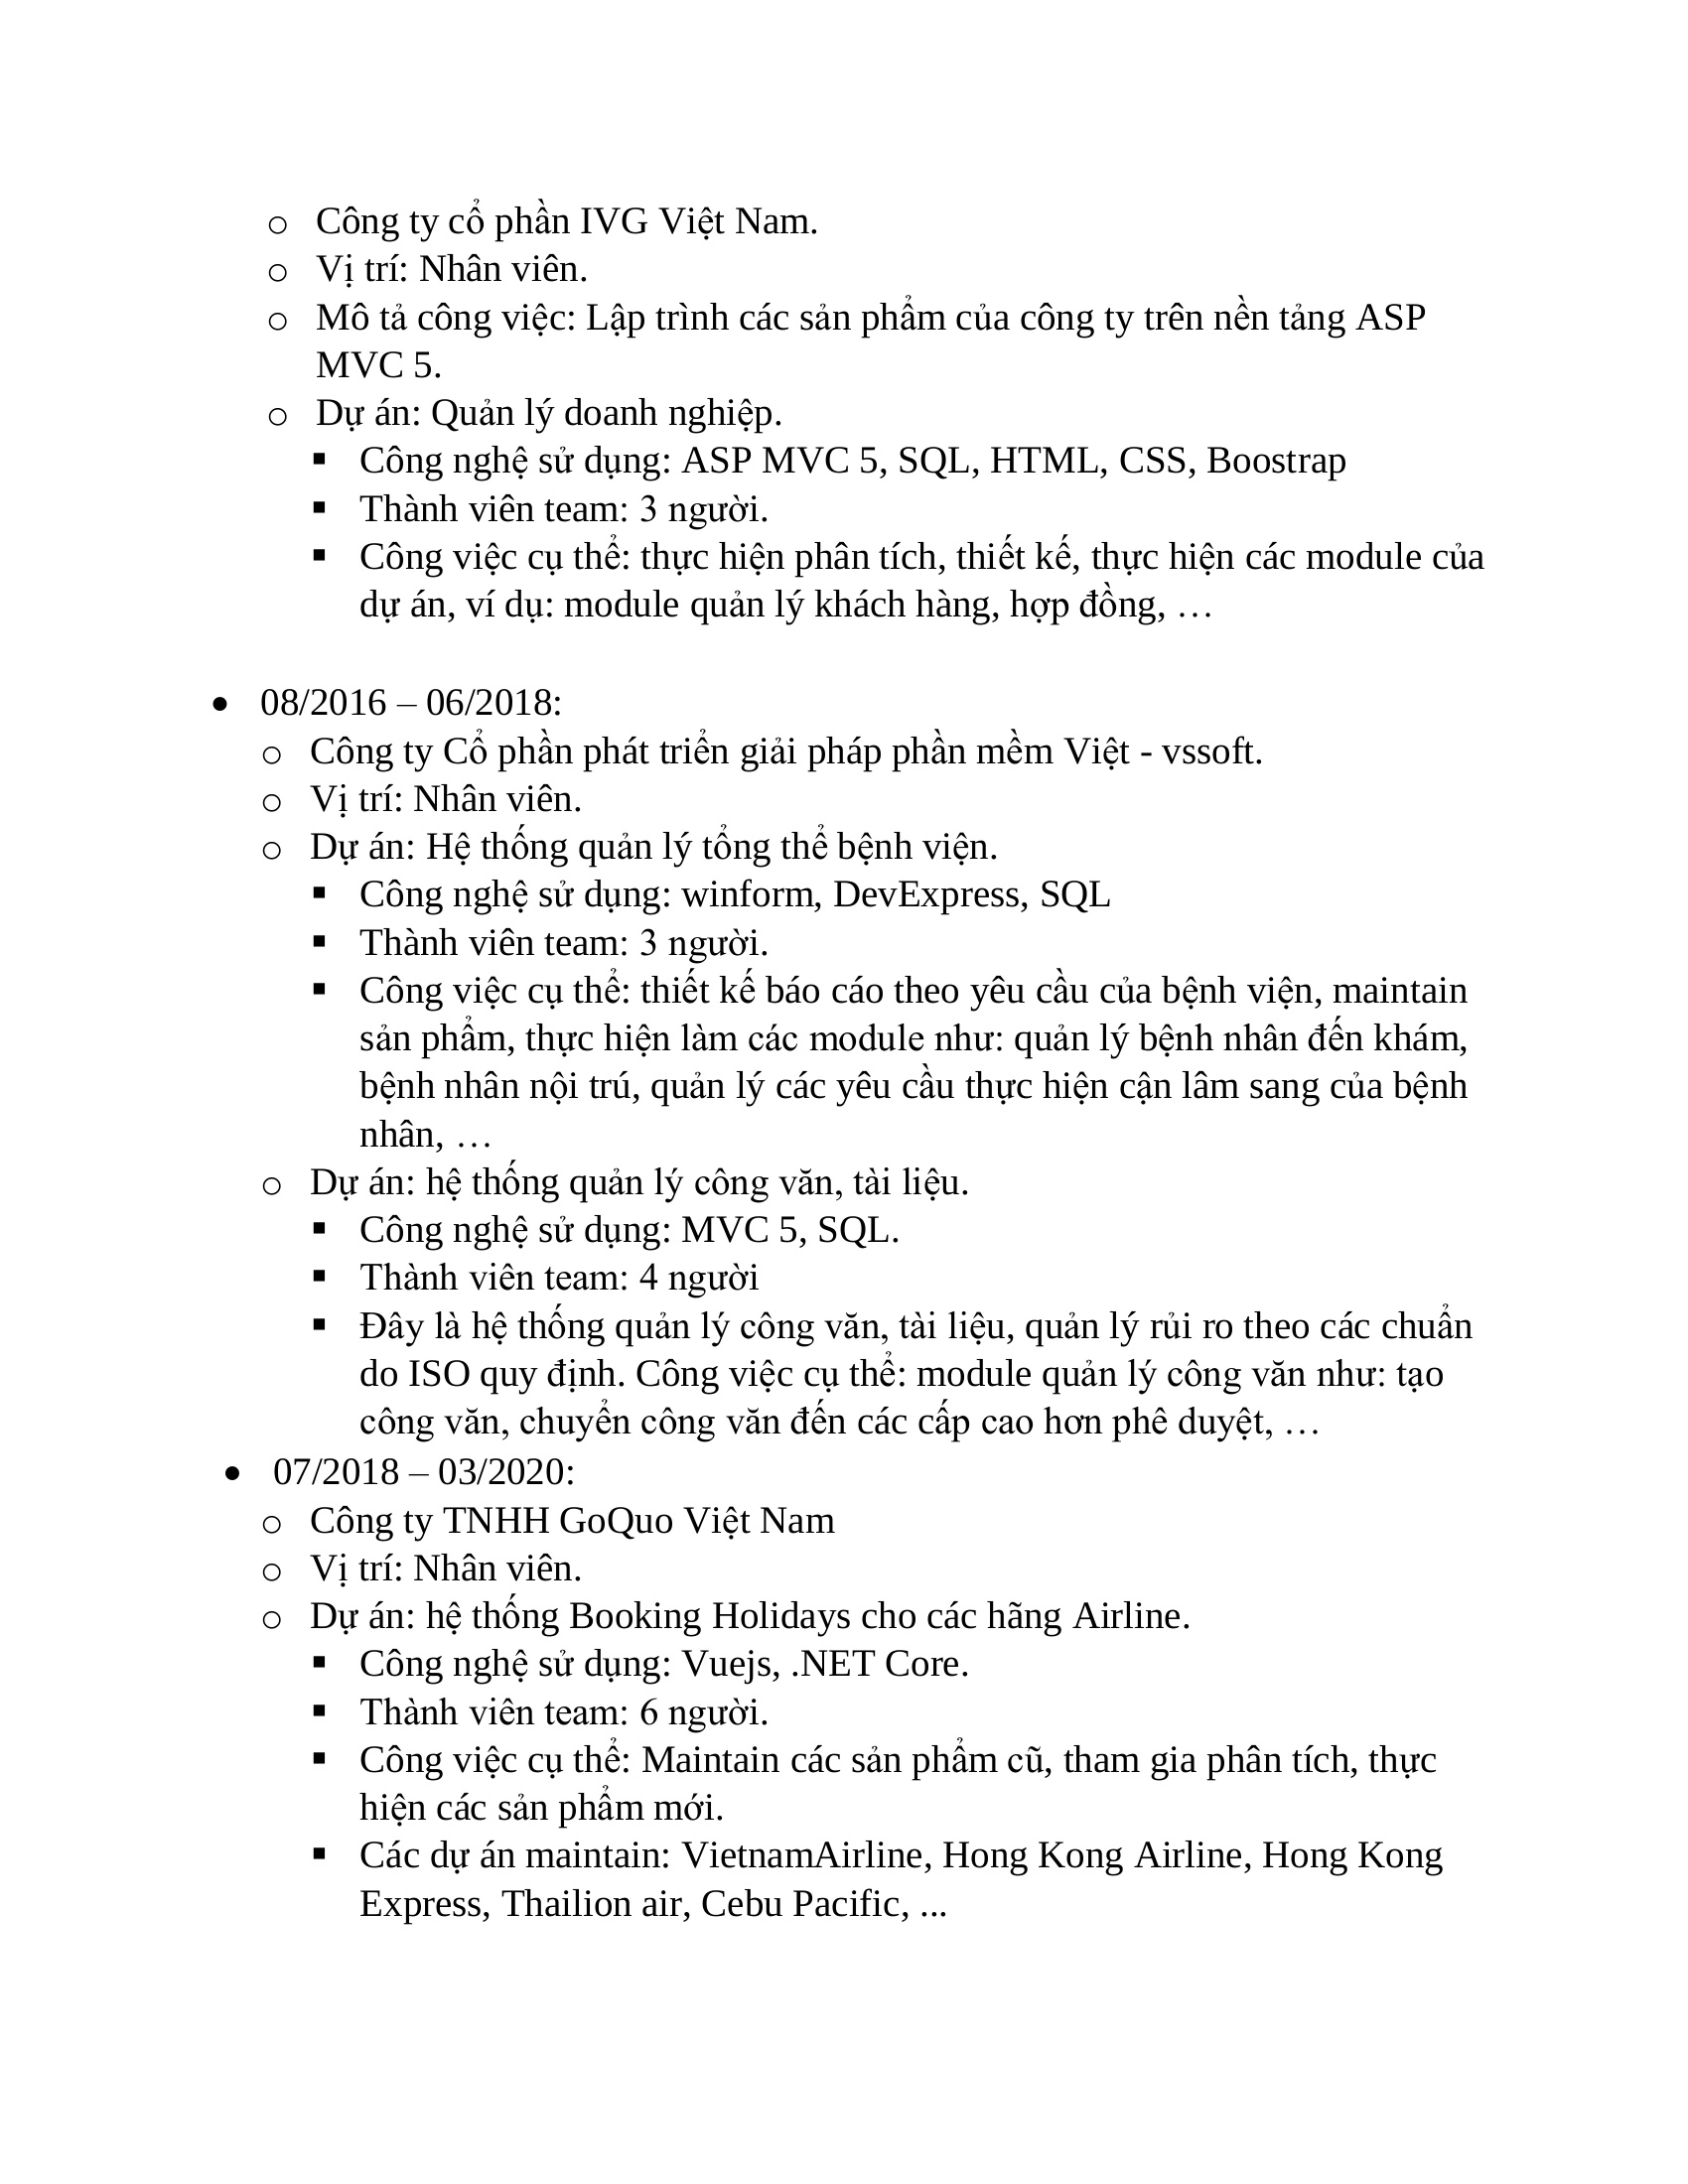 o Công ty cổ phần IVG Việt Nam.
o Vị trí: Nhân viên.
o Mô tả công việc: Lập trình các sản phẩm của công ty trên nền tảng ASP
MVC 5.
o Dự án: Quản lý doanh nghiệp.
▪ Công nghệ sử dụng: ASP MVC 5, SQL, HTML, CSS, Boostrap
▪ Thành viên team: 3 người.
▪ Công việc cụ thể: thực hiện phân tích, thiết kế, thực hiện các module của
dự án, ví dụ: module quản lý khách hàng, hợp đồng, …
• 08/2016 – 06/2018:
o Công ty Cổ phần phát triển giải pháp phần mềm Việt - vssoft.
o Vị trí: Nhân viên.
o Dự án: Hệ thống quản lý tổng thể bệnh viện.
▪ Công nghệ sử dụng: winform, DevExpress, SQL
▪ Thành viên team: 3 người.
▪ Công việc cụ thể: thiết kế báo cáo theo yêu cầu của bệnh viện, maintain
sản phẩm, thực hiện làm các module như: quản lý bệnh nhân đến khám,
bệnh nhân nội trú, quản lý các yêu cầu thực hiện cận lâm sang của bệnh
nhân, …
o Dự án: hệ thống quản lý công văn, tài liệu.
▪ Công nghệ sử dụng: MVC 5, SQL.
▪ Thành viên team: 4 người
▪ Đây là hệ thống quản lý công văn, tài liệu, quản lý rủi ro theo các chuẩn
do ISO quy định. Công việc cụ thể: module quản lý công văn như: tạo
công văn, chuyển công văn đến các cấp cao hơn phê duyệt, …
• 07/2018 – 03/2020:
o Công ty TNHH GoQuo Việt Nam
o Vị trí: Nhân viên.
o Dự án: hệ thống Booking Holidays cho các hãng Airline.
▪ Công nghệ sử dụng: Vuejs, .NET Core.
▪ Thành viên team: 6 người.
▪ Công việc cụ thể: Maintain các sản phẩm cũ, tham gia phân tích, thực
hiện các sản phẩm mới.
▪ Các dự án maintain: VietnamAirline, Hong Kong Airline, Hong Kong
Express, Thailion air, Cebu Pacific, ...